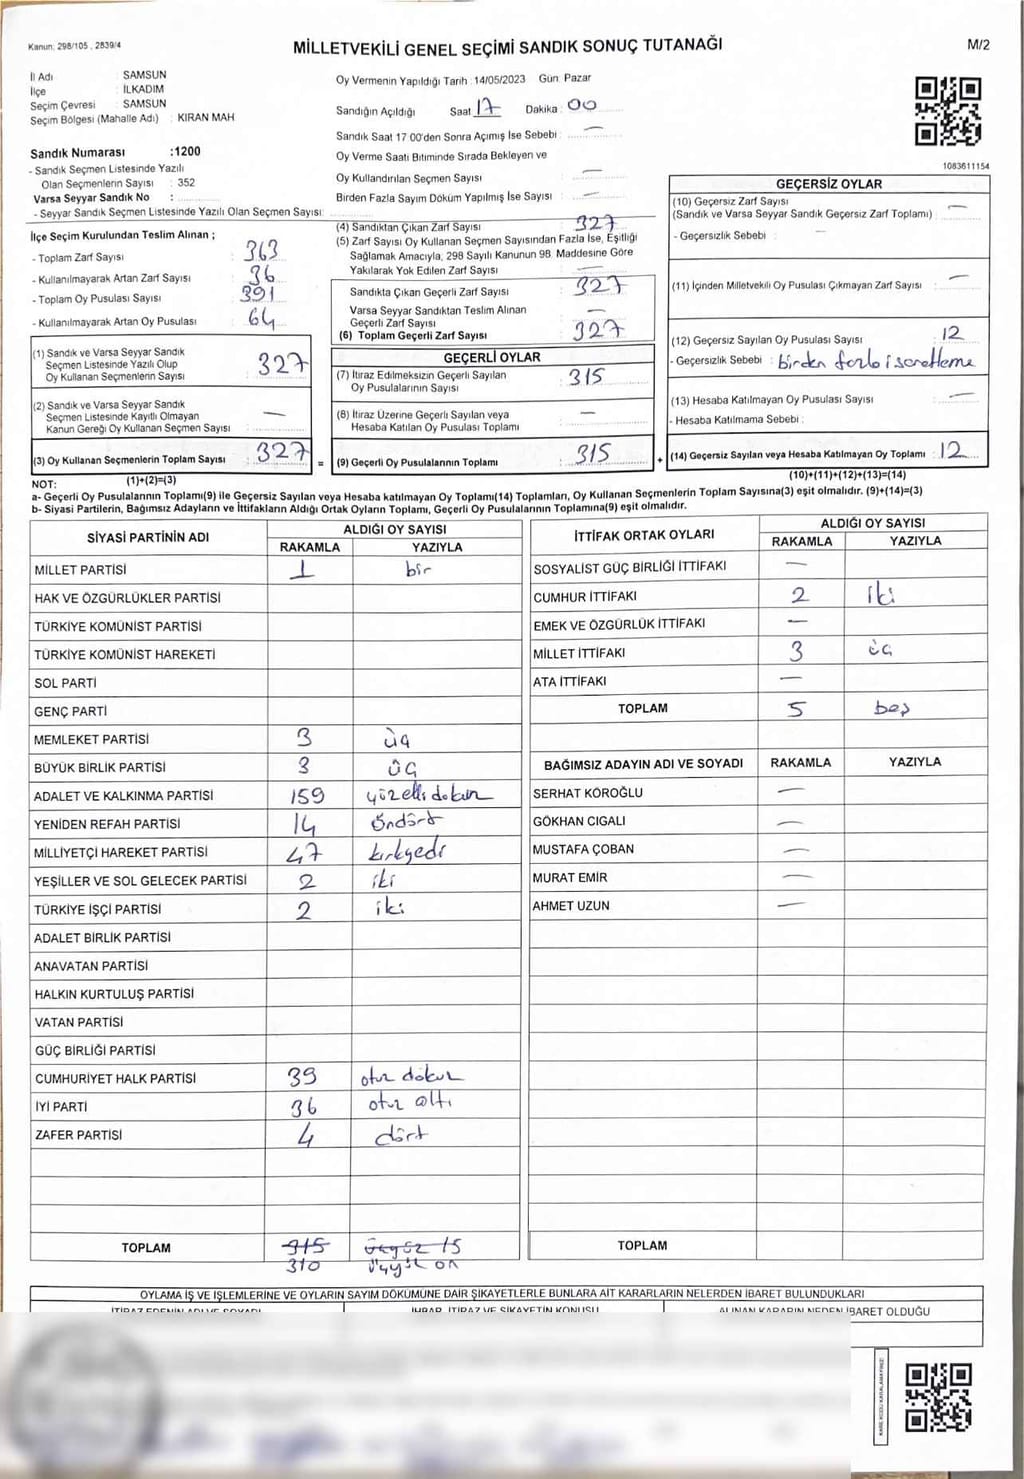 Kanun: 298/105 , 2839/4
MİLLETVEKİLİ GENEL SEÇİMİ SANDIK SONUÇ TUTANAĞI
M/2
İl Adı : SAMSUN
İlçe : İLKADIM
Seçim Çevresi : SAMSUN
Seçim Bölgesi (Mahalle Adı) : KIRAN MAH
Sandık Numarası :1200
- Sandık Seçmen Listesinde Yazılı
Olan Seçmenlerin Sayısı : 352
Varsa Seyyar Sandık No :
- Seyyar Sandık Seçmen Listesinde Yazılı Olan Seçmen Sayısı:
İlçe Seçim Kurulundan Teslim Alınan ;
- Toplam Zarf Sayısı : 363
- Kullanılmayarak Artan Zarf Sayısı : 36
- Toplam Oy Pusulası Sayısı : 391
- Kullanılmayarak Artan Oy Pusulası : 64
(1) Sandık ve Varsa Seyyar Sandık
Seçmen Listesinde Yazılı Olup
Oy Kullanan Seçmenlerin Sayısı : 327
(2) Sandık ve Varsa Seyyar Sandık
Seçmen Listesinde Kayıtlı Olmayan
Kanun Gereği Oy Kullanan Seçmen Sayısı : —
(3) Oy Kullanan Seçmenlerin Toplam Sayısı : 327
(1)+(2)=(3)
Oy Vermenin Yapıldığı Tarih : 14/05/2023 Gün: Pazar
Sandığın Açıldığı Saat 17 Dakika : 00
Sandık Saat 17 00'den Sonra Açımış İse Sebebi : —
Oy Verme Saati Bitiminde Sırada Bekleyen ve
Oy Kullandırılan Seçmen Sayısı : —
Birden Fazla Sayım Döküm Yapılmış İse Sayısı : —
(4) Sandıktan Çıkan Zarf Sayısı : 327
(5) Zarf Sayısı Oy Kullanan Seçmen Sayısından Fazla İse, Eşitliği
Sağlamak Amacıyla, 298 Sayılı Kanunun 98. Maddesine Göre
Yakılarak Yok Edilen Zarf Sayısı : —
Sandıkta Çıkan Geçerli Zarf Sayısı : 327
Varsa Seyyar Sandıktan Teslim Alınan
Geçerli Zarf Sayısı : —
(6) Toplam Geçerli Zarf Sayısı : 327
GEÇERLİ OYLAR
(7) İtiraz Edilmeksizin Geçerli Sayılan
Oy Pusulalarının Sayısı : 315
(8) İtiraz Üzerine Geçerli Sayılan veya
Hesaba Katılan Oy Pusulası Toplamı : —
= (9) Geçerli Oy Pusulalarının Toplamı : 315
1083611154
GEÇERSİZ OYLAR
(10) Geçersiz Zarf Sayısı
(Sandık ve Varsa Seyyar Sandık Geçersiz Zarf Toplamı) : —
- Geçersizlik Sebebi : —
(11) İçinden Milletvekili Oy Pusulası Çıkmayan Zarf Sayısı : —
(12) Geçersiz Sayılan Oy Pusulası Sayısı : 12
- Geçersizlik Sebebi : birden fazla işaretleme
(13) Hesaba Katılmayan Oy Pusulası Sayısı : —
- Hesaba Katılmama Sebebi :
+ (14) Geçersiz Sayılan veya Hesaba Katılmayan Oy Toplamı : 12
(10)+(11)+(12)+(13)=(14)
NOT:
a- Geçerli Oy Pusulalarının Toplamı(9) ile Geçersiz Sayılan veya Hesaba katılmayan Oy Toplamı(14) Toplamları, Oy Kullanan Seçmenlerin Toplam Sayısına(3) eşit olmalıdır. (9)+(14)=(3)
b- Siyasi Partilerin, Bağımsız Adayların ve İttifakların Aldığı Ortak Oyların Toplamı, Geçerli Oy Pusulalarının Toplamına(9) eşit olmalıdır.
SİYASİ PARTİNİN ADI ALDIĞI OY SAYISI
RAKAMLA YAZIYLA
MİLLET PARTİSİ 1 bir
HAK VE ÖZGÜRLÜKLER PARTİSİ
TÜRKİYE KOMÜNİST PARTİSİ
TÜRKİYE KOMÜNİST HAREKETİ
SOL PARTİ
GENÇ PARTİ
MEMLEKET PARTİSİ 3 üç
BÜYÜK BİRLİK PARTİSİ 3 üç
ADALET VE KALKINMA PARTİSİ 159 yüzelli dokuz
YENİDEN REFAH PARTİSİ 14 öndört
MİLLİYETÇİ HAREKET PARTİSİ 47 kırkyedi
YEŞİLLER VE SOL GELECEK PARTİSİ 2 iki
TÜRKİYE İŞÇİ PARTİSİ 2 iki
ADALET BİRLİK PARTİSİ
ANAVATAN PARTİSİ
HALKIN KURTULUŞ PARTİSİ
VATAN PARTİSİ
GÜÇ BİRLİĞİ PARTİSİ
CUMHURİYET HALK PARTİSİ 39 otuz dokuz
İYİ PARTİ 36 otuz altı
ZAFER PARTİSİ 4 dört
TOPLAM 315 üçyüz 15
310 üçyüz on
İTTİFAK ORTAK OYLARI ALDIĞI OY SAYISI
RAKAMLA YAZIYLA
SOSYALİST GÜÇ BİRLİĞİ İTTİFAKI —
CUMHUR İTTİFAKI 2 iki
EMEK VE ÖZGÜRLÜK İTTİFAKI —
MİLLET İTTİFAKI 3 üç
ATA İTTİFAKI —
TOPLAM 5 beş
BAĞIMSIZ ADAYIN ADI VE SOYADI RAKAMLA YAZIYLA
SERHAT KÖROĞLU —
GÖKHAN CIGALI —
MUSTAFA ÇOBAN —
MURAT EMİR —
AHMET UZUN —
TOPLAM
OYLAMA İŞ VE İŞLEMLERİNE VE OYLARIN SAYIM DÖKÜMÜNE DAİR ŞİKAYETLERLE BUNLARA AİT KARARLARIN NELERDEN İBARET BULUNDUKLARI
İTİRAZ EDENİN ADI VE SOYADI İHBAR, İTİRAZ VE ŞİKAYETİN KONUSU ALINAN KARARIN NEDEN İBARET OLDUĞU